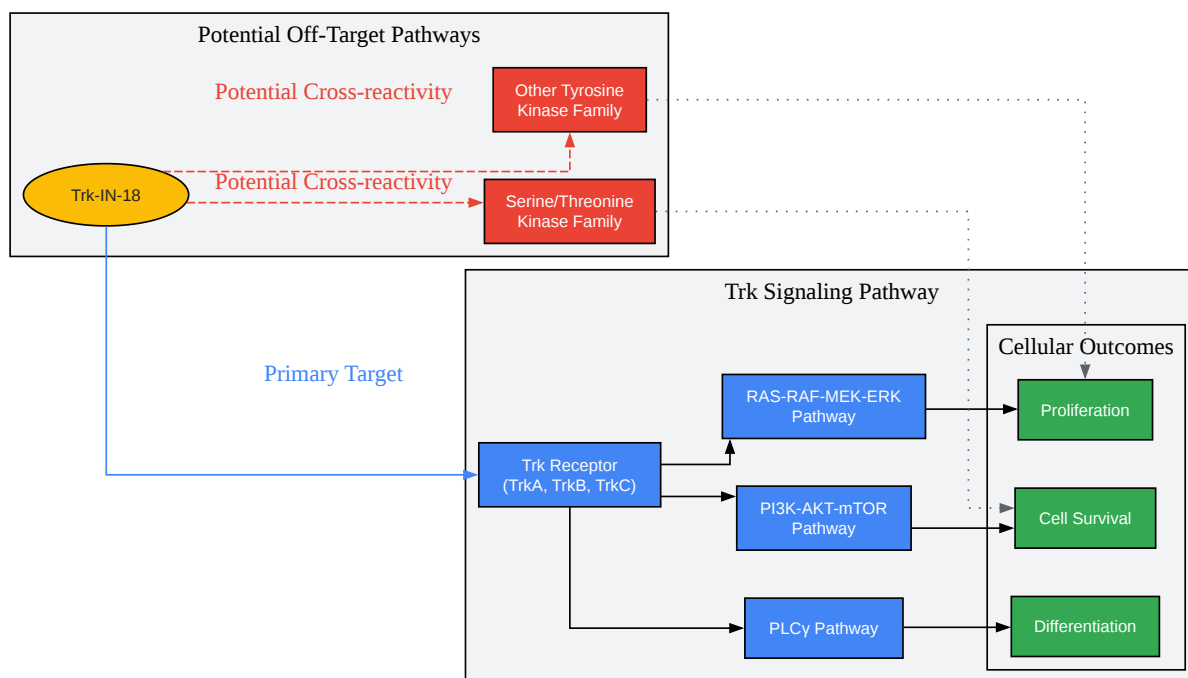 Potential Off-Target Pathways
Potential Cross-reactivity
Other Tyrosine
Kinase Family
Trk-IN-18
Potential Cross-reactivity
Serine/Threonine
Kinase Family
Trk Signaling Pathway
Cellular Outcomes
Primary Target
RAS-RAF-MEK-ERK
Pathway
Proliferation
Trk Receptor
(TrkA, TrkB, TrkC)
PI3K-AKT-mTOR
Pathway
Cell Survival
PLCγ Pathway
Differentiation